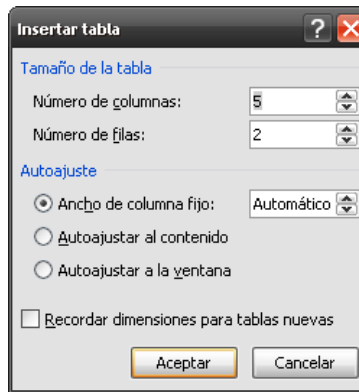 Insertar tabla
Tamaño de la tabla
Número de columnas: 5
Número de filas: 2
Autoajuste
Ancho de columna fijo: Automático
Autoajustar al contenido
Autoajustar a la ventana
Recordar dimensiones para tablas nuevas
Aceptar Cancelar